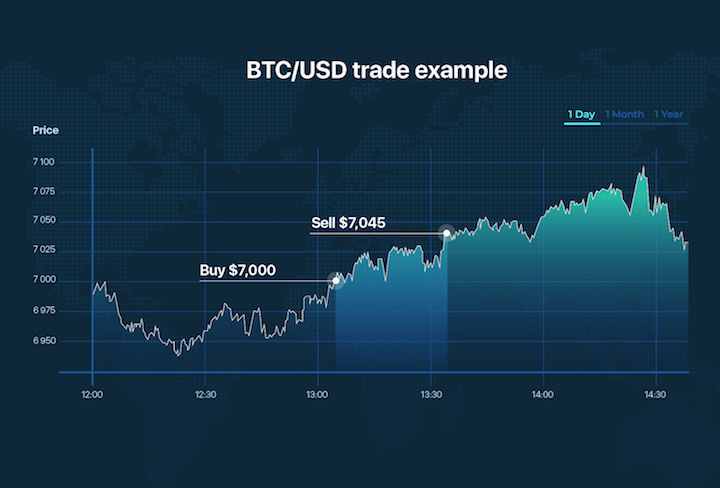 BTC/USD trade example
1 Day 1 Month 1 Year
Price
7 100
7 075
7 050
Sell $7,045
7 025
Buy $7,000
7 000
6 975
6 950
12:00 12:30 13:00 13:30 14:00 14:30